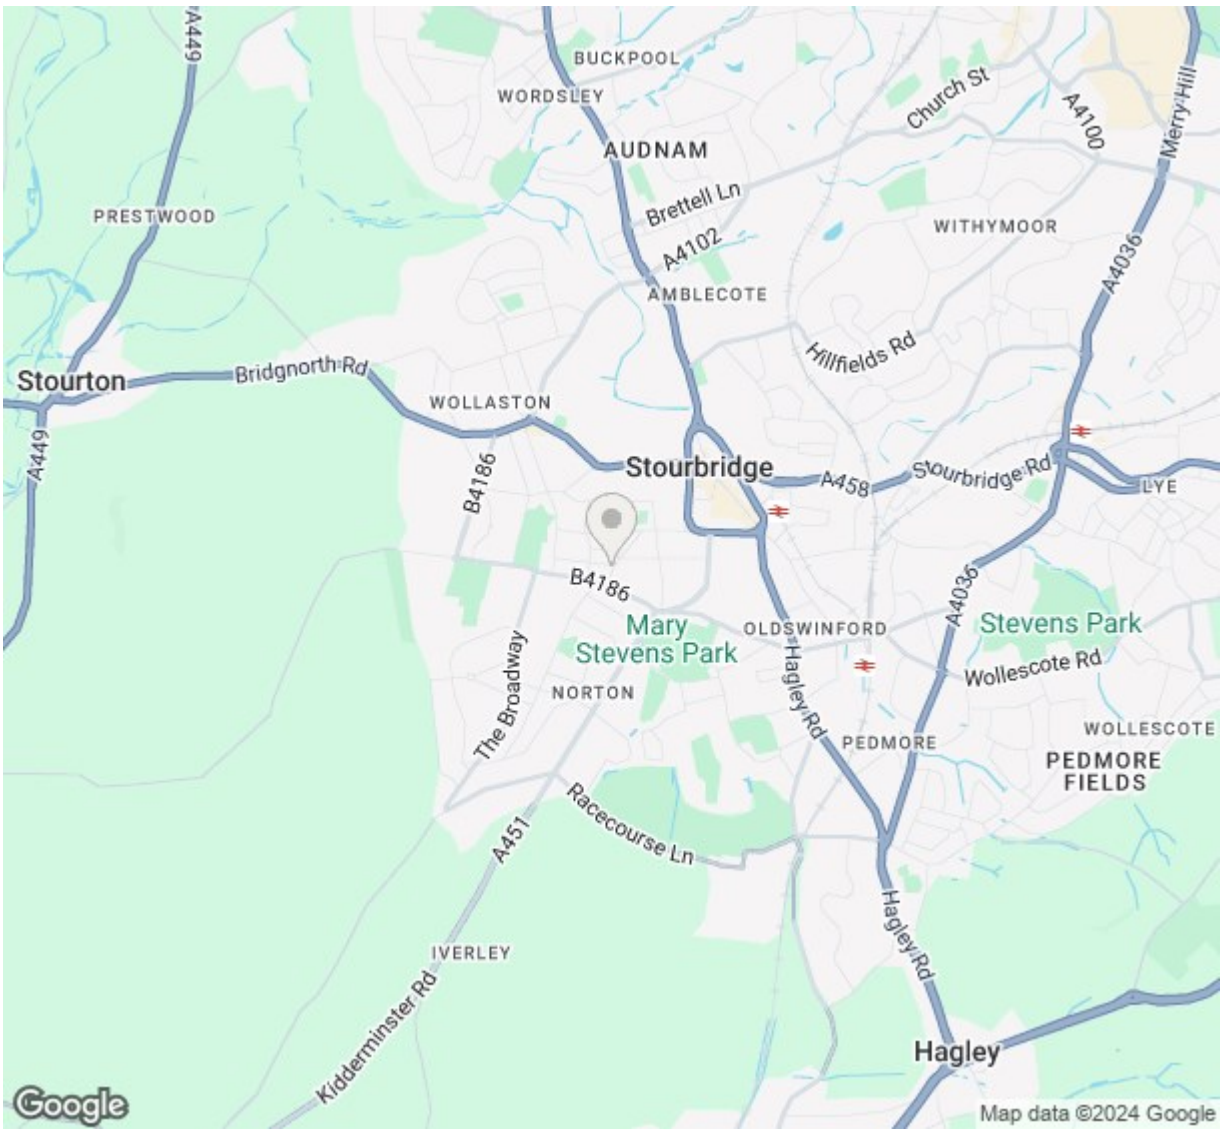 A449
BUCKPOOL
WORDSLEY
Church St
A4100
Merry Hill
AUDNAM
Brettell Ln
PRESTWOOD
WITHYMOOR
A4102
A4036
AMBLECOTE
Hillfields Rd
Bridgnorth Rd
Stourton
WOLLASTON
A449
B4186
Stourbridge
A458
Stourbridge Rd
LYE
B4186
A4036
Mary
Stevens Park
OLDSWINFORD
Stevens Park
Wollescote Rd
The Broadway
NORTON
Hagley Rd
PEDMORE
WOLLESCOTE
PEDMORE
FIELDS
Racecourse Ln
A451
IVERLEY
Hagley Rd
Kidderminster Rd
Hagley
Google
Map data ©2024 Google